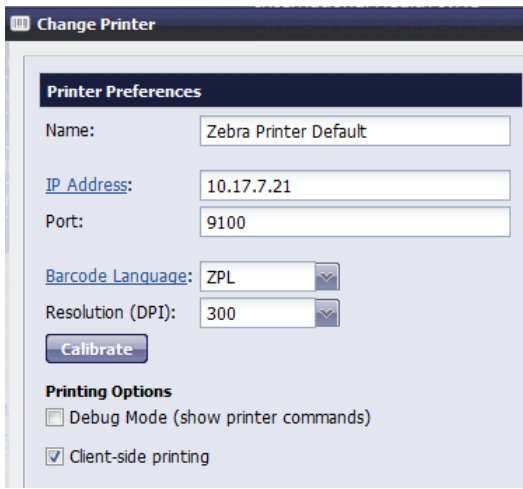 Change Printer
Printer Preferences
Name: Zebra Printer Default
IP Address: 10.17.7.21
Port: 9100
Barcode Language: ZPL
Resolution (DPI): 300
Calibrate
Printing Options
Debug Mode (show printer commands)
Client-side printing